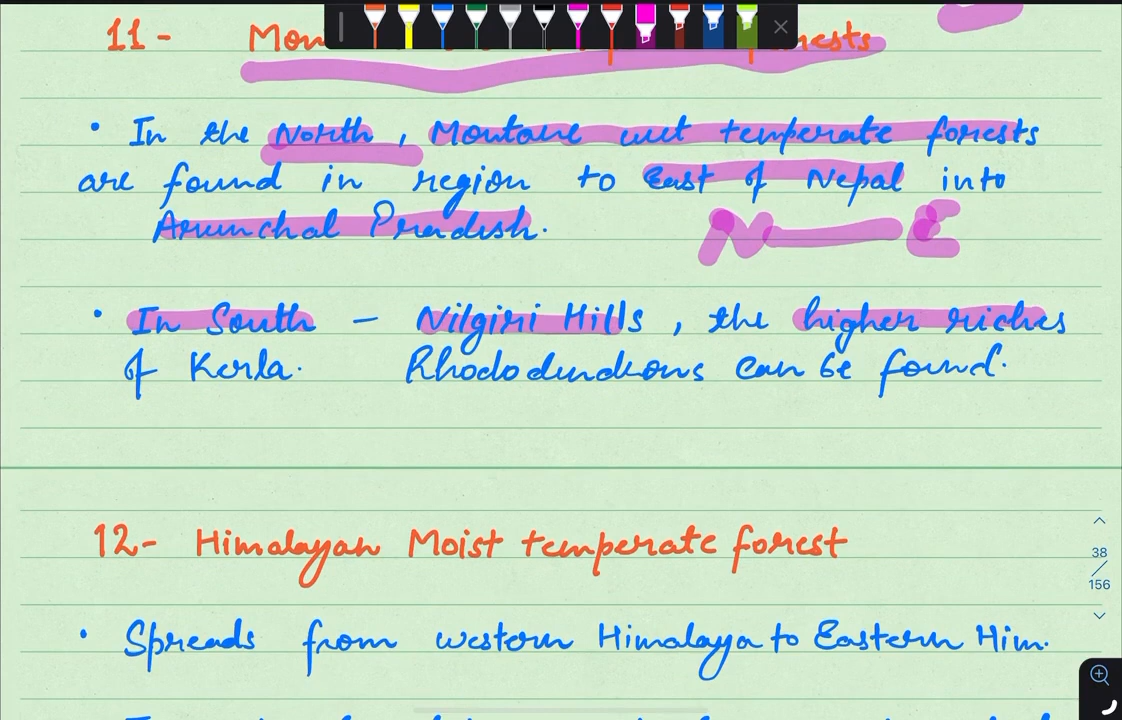 11 - Mon rests
• In the North, Montane wet temperate forests
are found in region to East of Nepal into
Arunchal Pradesh. N — E
• In South - Nilgiri Hills, the higher riches
of Kerla. Rhododendrons can be found.
12- Himalayan Moist temperate forest
38
/
156
• Spreads from western Himalaya to Eastern Him.